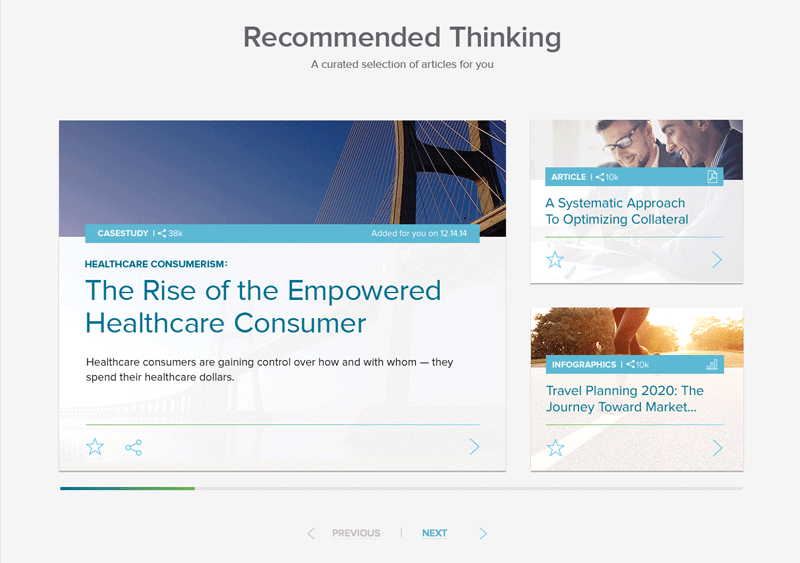 Recommended Thinking
A curated selection of articles for you
CASESTUDY | 38k
Added for you on 12.14.14
HEALTHCARE CONSUMERISM:
The Rise of the Empowered
Healthcare Consumer
Healthcare consumers are gaining control over how and with whom — they
spend their healthcare dollars.
ARTICLE | 10k
A Systematic Approach
To Optimizing Collateral
INFOGRAPHICS | 10k
Travel Planning 2020: The
Journey Toward Market...
PREVIOUS | NEXT